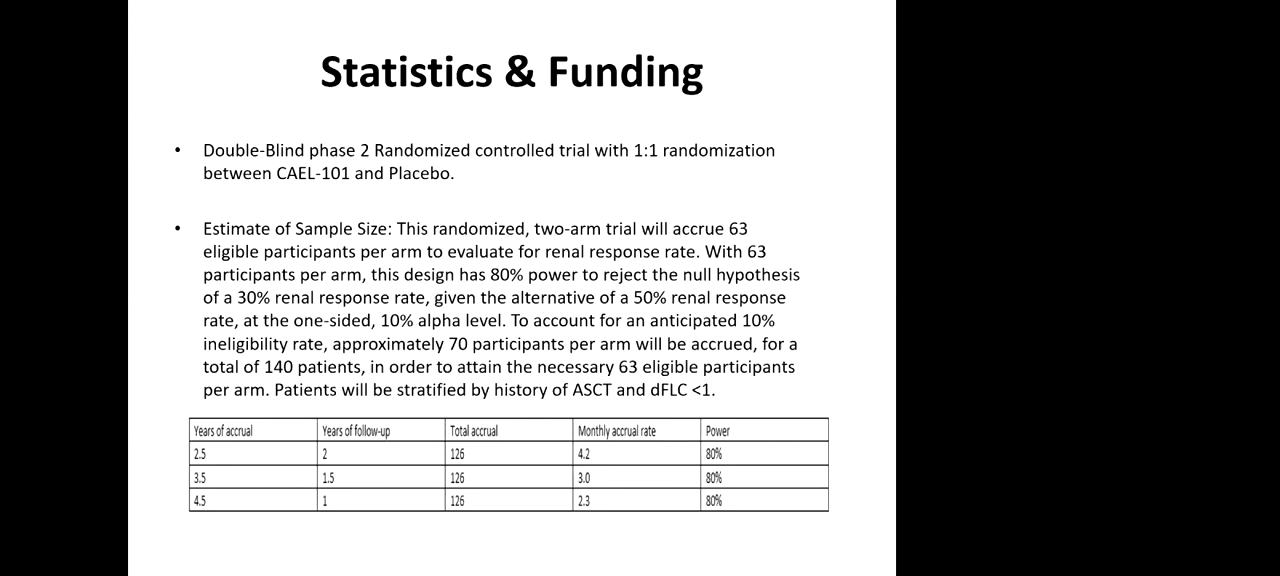 Statistics & Funding
• Double-Blind phase 2 Randomized controlled trial with 1:1 randomization
between CAEL-101 and Placebo.
• Estimate of Sample Size: This randomized, two-arm trial will accrue 63
eligible participants per arm to evaluate for renal response rate. With 63
participants per arm, this design has 80% power to reject the null hypothesis
of a 30% renal response rate, given the alternative of a 50% renal response
rate, at the one-sided, 10% alpha level. To account for an anticipated 10%
ineligibility rate, approximately 70 participants per arm will be accrued, for a
total of 140 patients, in order to attain the necessary 63 eligible participants
per arm. Patients will be stratified by history of ASCT and dFLC <1.
Years of accrual Years of follow-up Total accrual Monthly accrual rate Power
2.5 2 126 4.2 80%
3.5 1.5 126 3.0 80%
4.5 1 126 2.3 80%